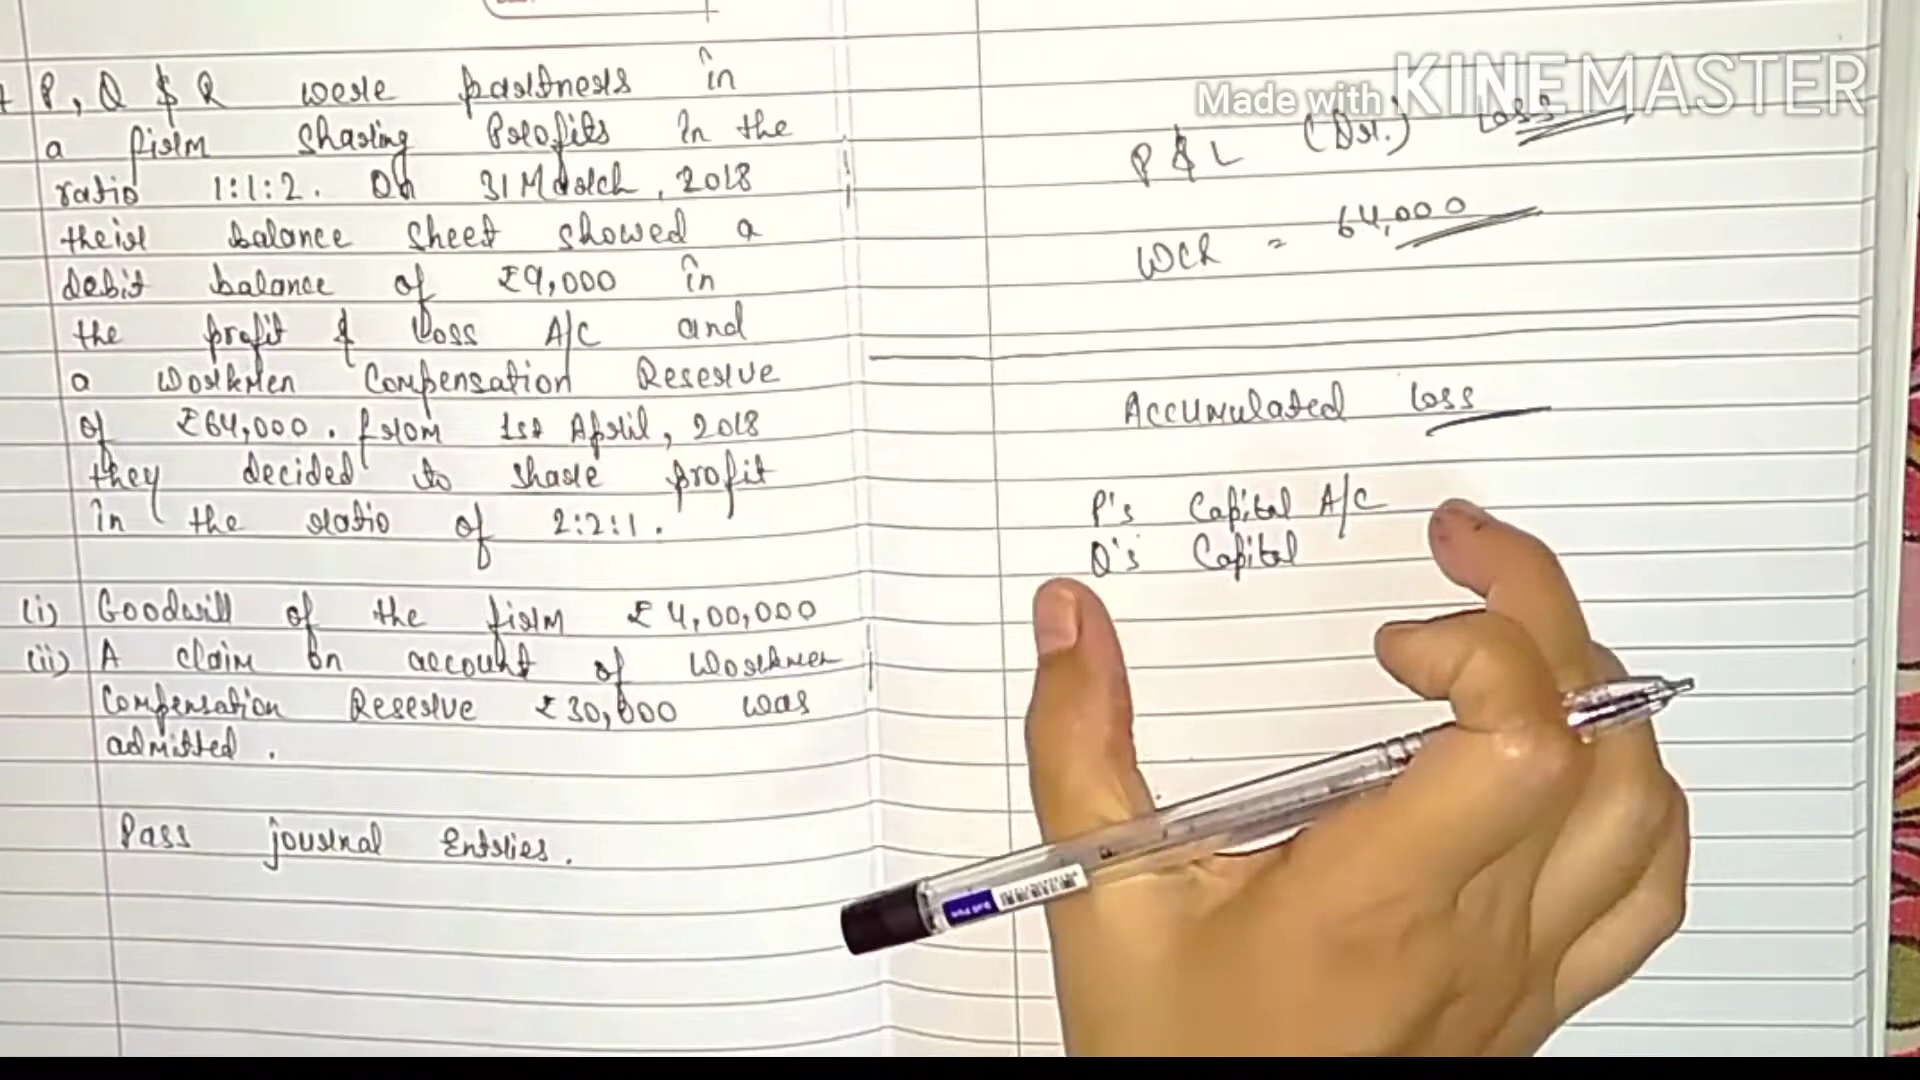 P, Q & R were partners in
a firm sharing Profits In the
ratio 1:1:2. On 31 March, 2018
their balance sheet showed a
debit balance of ₹9,000 in
the profit & Loss A/C and
a Workmen Compensation Reserve
of ₹64,000. from 1st April, 2018
they decided to share profit
in the ratio of 2:2:1.
(i) Goodwill of the firm ₹4,00,000
(ii) A claim on account of Workmen
Compensation Reserve ₹30,000 was
admitted.
Pass journal Entries.
Made with KINEMASTER
P & L (Dr.) Loss
WCR = 64,000
Accumulated Loss
P's Capital A/C
Q's Capital